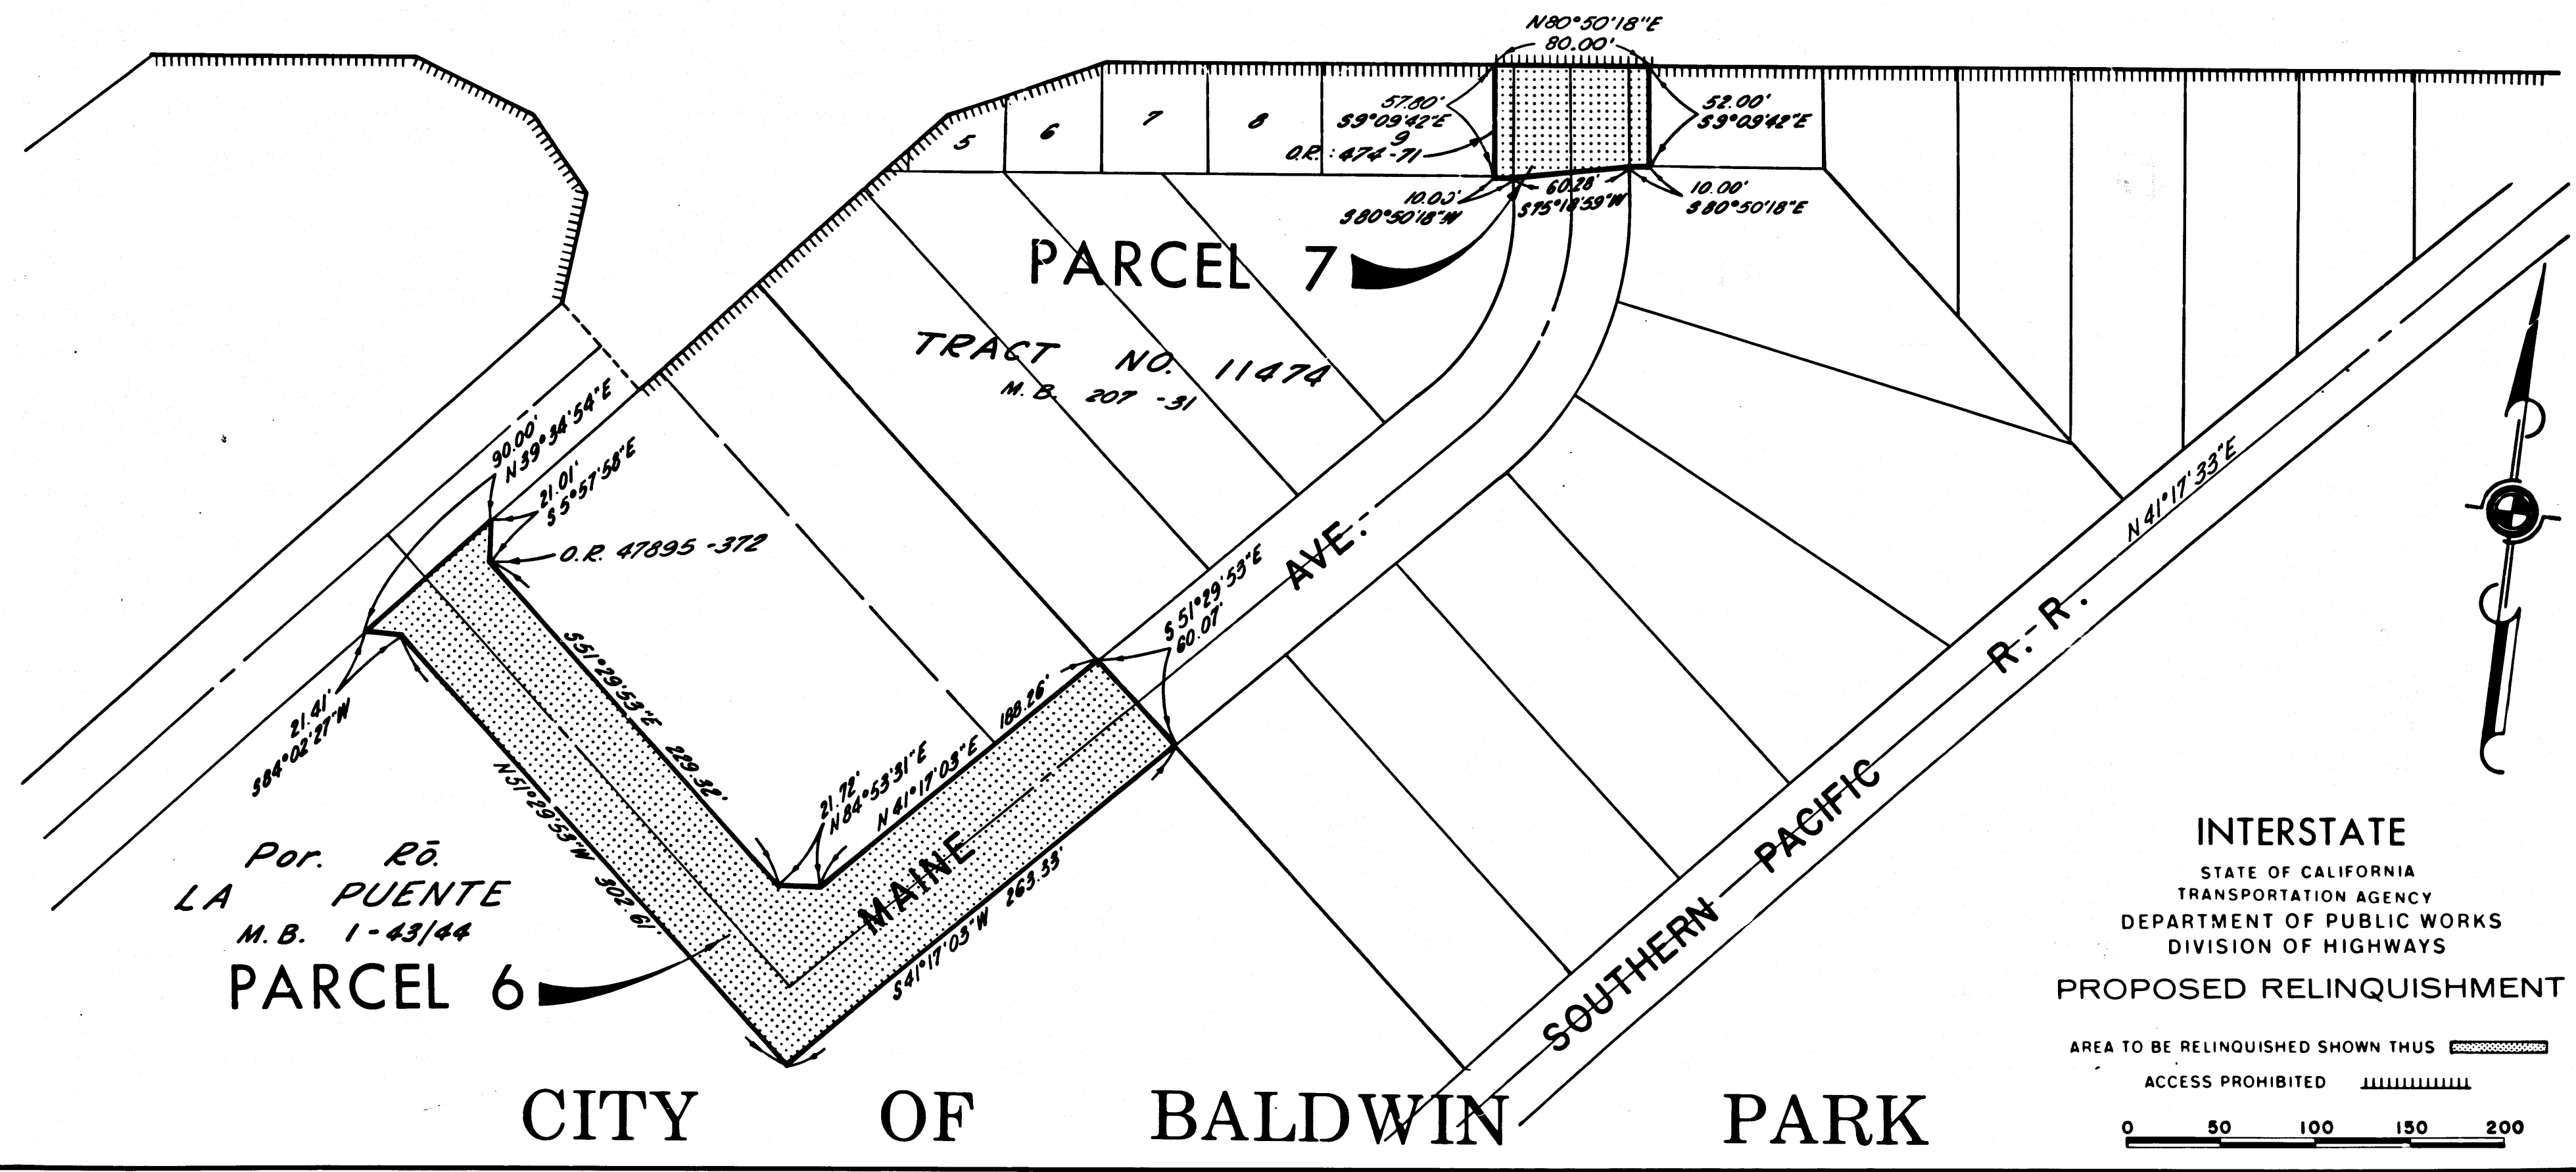 N80°50'18"E
80.00'
57.80'
S9°09'42"E
9
O.R. : 474-71
52.00'
S9°09'42"E
5
6
7
8
10.00'
S80°50'18"W
60.28'
S75°18'59"W
10.00'
S80°50'18"E
PARCEL 7
TRACT NO. 11474
M. B. 207 -31
90.00'
N39°34'54"E
21.01'
S5°57'58"E
O.R. 47895 -372
N41°17'33"E
S51°29'53"E
60.07'
AVE.
S51°29'53"E 229.32'
21.41'
S84°02'27"W
188.26'
N41°17'03"E
21.72'
N84°53'31"E
N51°29'53"W 302.61'
MAINE
S41°17'03"W 263.33'
SOUTHERN PACIFIC R. R.
Por. Rō.
LA PUENTE
M. B. 1-43/44
PARCEL 6
INTERSTATE
STATE OF CALIFORNIA
TRANSPORTATION AGENCY
DEPARTMENT OF PUBLIC WORKS
DIVISION OF HIGHWAYS
PROPOSED RELINQUISHMENT
AREA TO BE RELINQUISHED SHOWN THUS
ACCESS PROHIBITED
0 50 100 150 200
CITY OF BALDWIN PARK